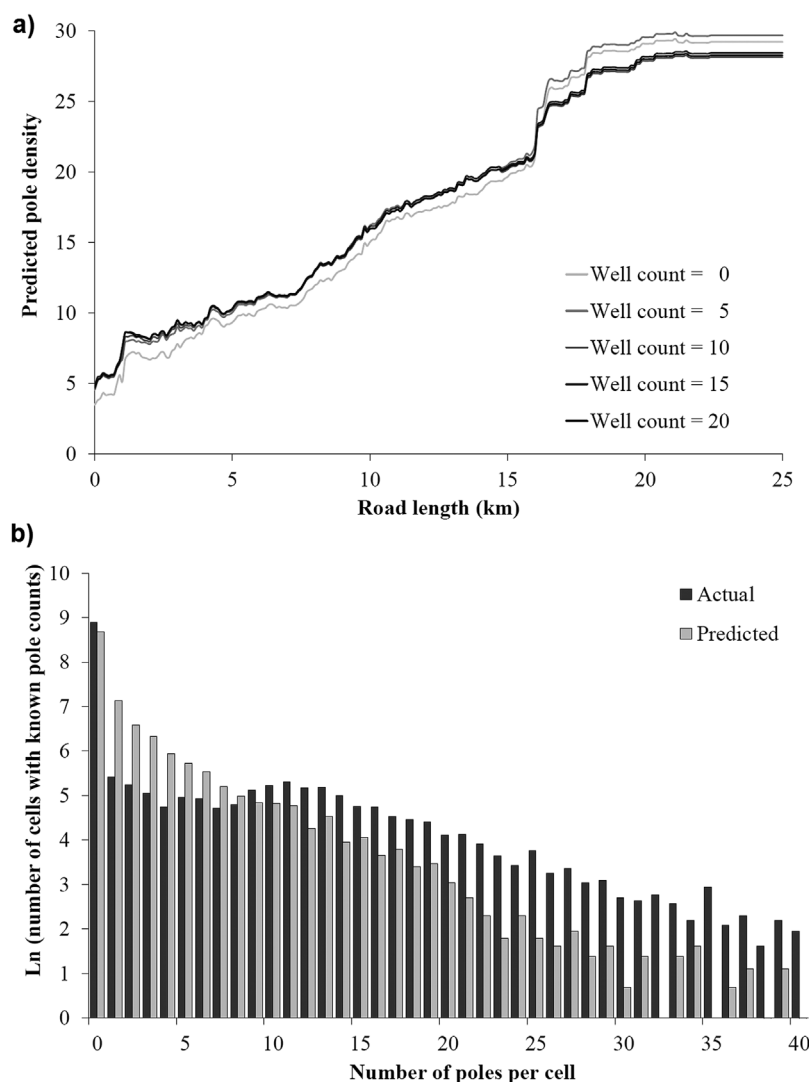 a)
Predicted pole density
30
25
20
15
10
5
0
Well count = 0
Well count = 5
Well count = 10
Well count = 15
Well count = 20
0 5 10 15 20 25
Road length (km)
b)
Ln (number of cells with known pole counts)
10
9
8
7
6
5
4
3
2
1
0
Actual
Predicted
0 5 10 15 20 25 30 35 40
Number of poles per cell